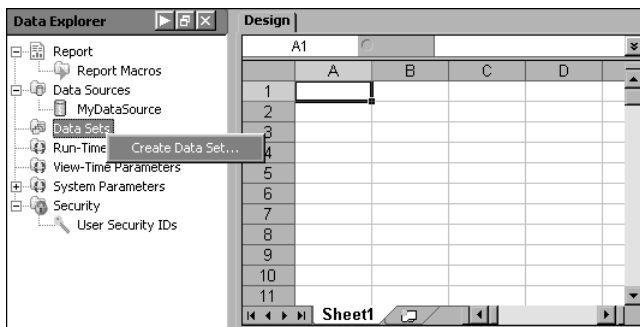 Data Explorer
Report
Report Macros
Data Sources
MyDataSource
Data Sets
Create Data Set...
Run-Time
View-Time Parameters
System Parameters
Security
User Security IDs
Design
A1
A B C D
1
2
3
4
5
6
7
8
9
10
11
Sheet1